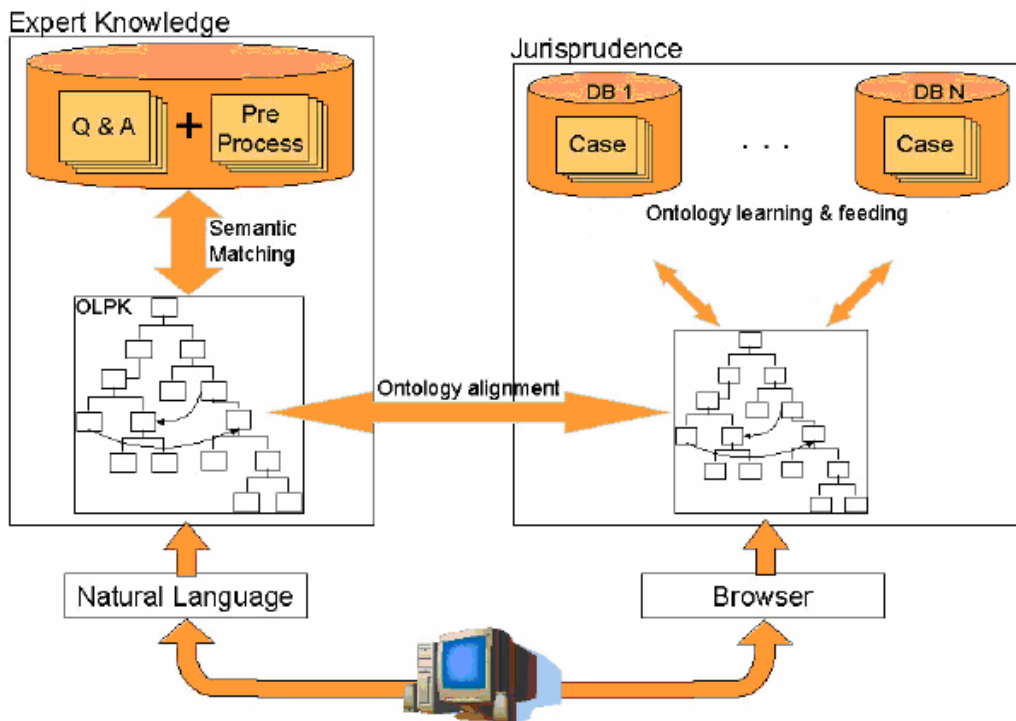 Expert Knowledge
Q & A
+
Pre
Process
Semantic
Matching
OLPK
Jurisprudence
DB 1
Case
. . .
DB N
Case
Ontology learning & feeding
Ontology alignment
Natural Language
Browser